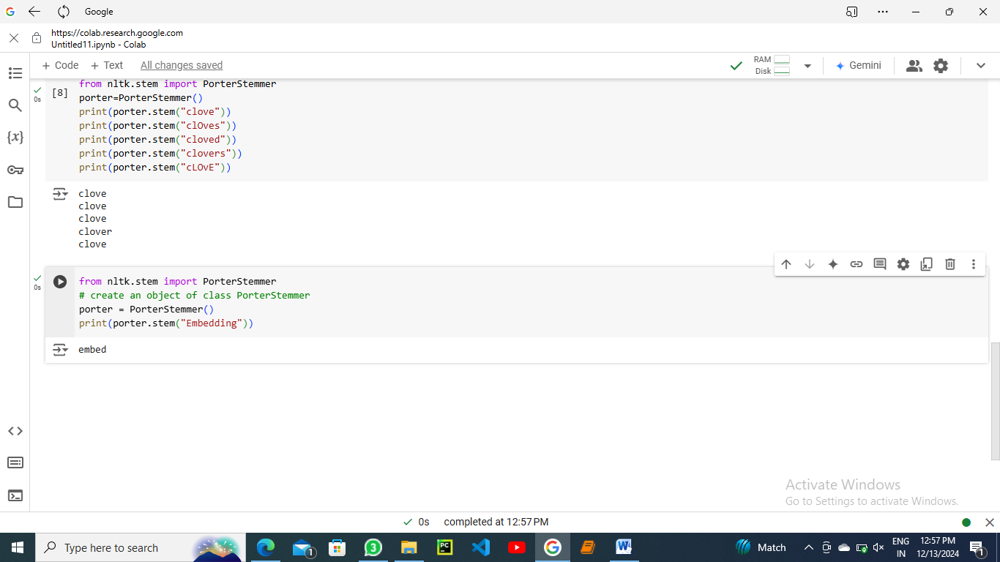 Google
https://colab.research.google.com
Untitled11.ipynb - Colab
+ Code + Text All changes saved
RAM
Disk
Gemini
from nltk.stem import PorterStemmer
0s
[8]
porter=PorterStemmer()
print(porter.stem("clove"))
print(porter.stem("clOves"))
print(porter.stem("cloved"))
print(porter.stem("clovers"))
print(porter.stem("cLOvE"))
clove
clove
clove
clover
clove
0s
from nltk.stem import PorterStemmer
# create an object of class PorterStemmer
porter = PorterStemmer()
print(porter.stem("Embedding"))
embed
Activate Windows
Go to Settings to activate Windows.
0s completed at 12:57 PM
Type here to search
1
3
PC
W
Match
ENG
IN
12:57 PM
12/13/2024
1